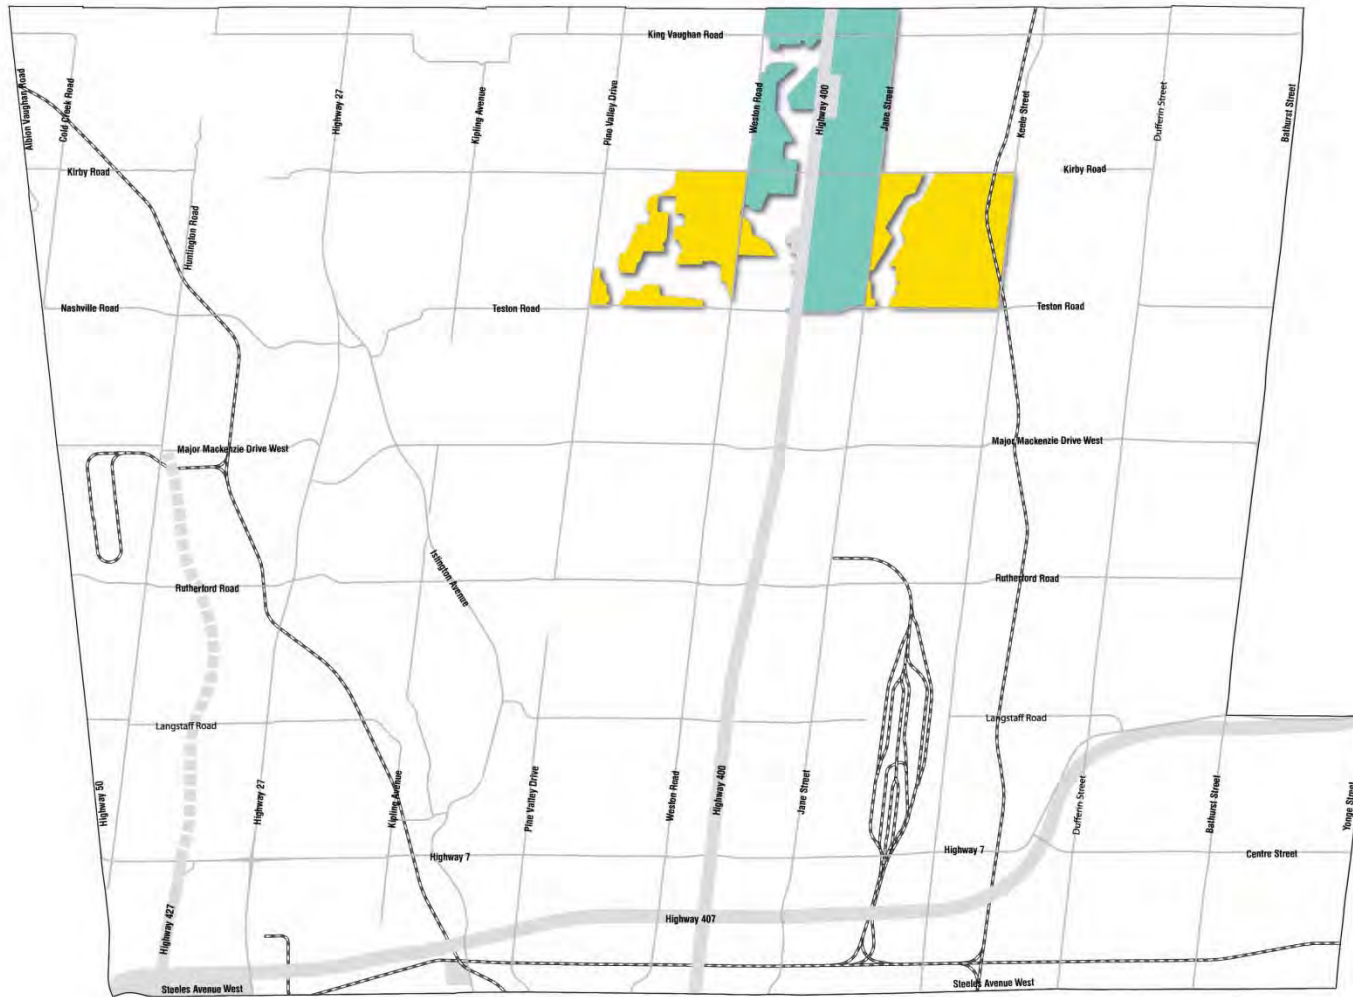 King Vaughan Road
Albion Vaughan Road
Cold Creek Road
Highway 27
Kipling Avenue
Pine Valley Drive
Weston Road
Highway 400
Jane Street
Keele Street
Dufferin Street
Bathurst Street
Kirby Road
Kirby Road
Huntington Road
Nashville Road
Teston Road
Teston Road
Major Mackenzie Drive West
Major Mackenzie Drive West
Islington Avenue
Rutherford Road
Rutherford Road
Langstaff Road
Langstaff Road
Highway 50
Highway 27
Kipling Avenue
Pine Valley Drive
Weston Road
Highway 400
Jane Street
Dufferin Street
Bathurst Street
Yonge Street
Highway 7
Highway 7
Centre Street
Highway 427
Highway 407
Steeles Avenue West
Steeles Avenue West